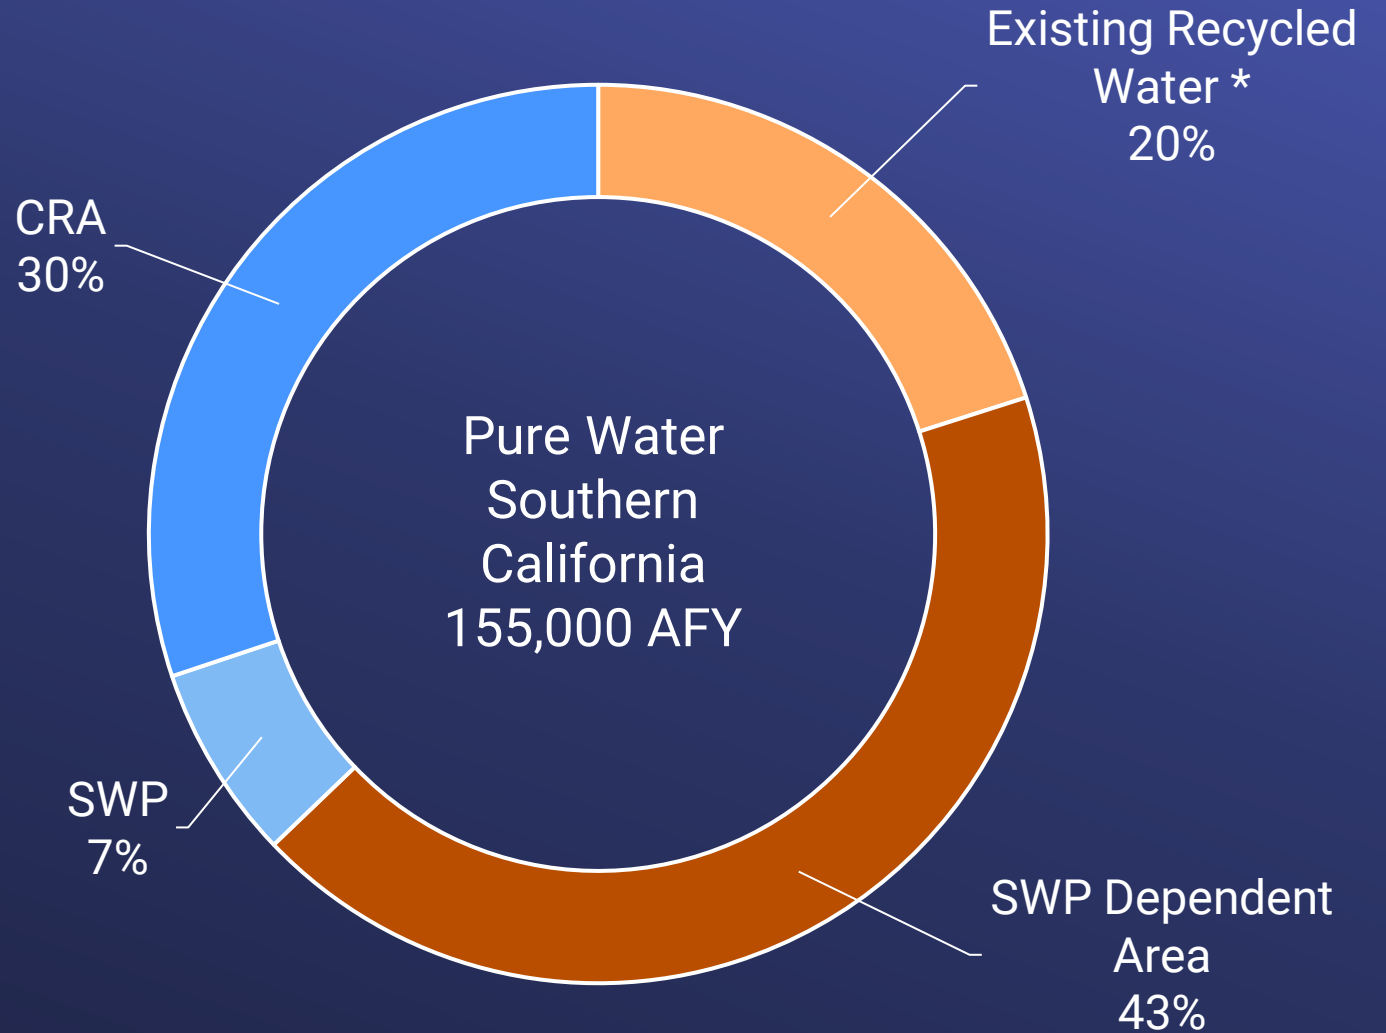 Existing Recycled
Water *
20%
CRA
30%
Pure Water
Southern
California
155,000 AFY
SWP
7%
SWP Dependent
Area
43%